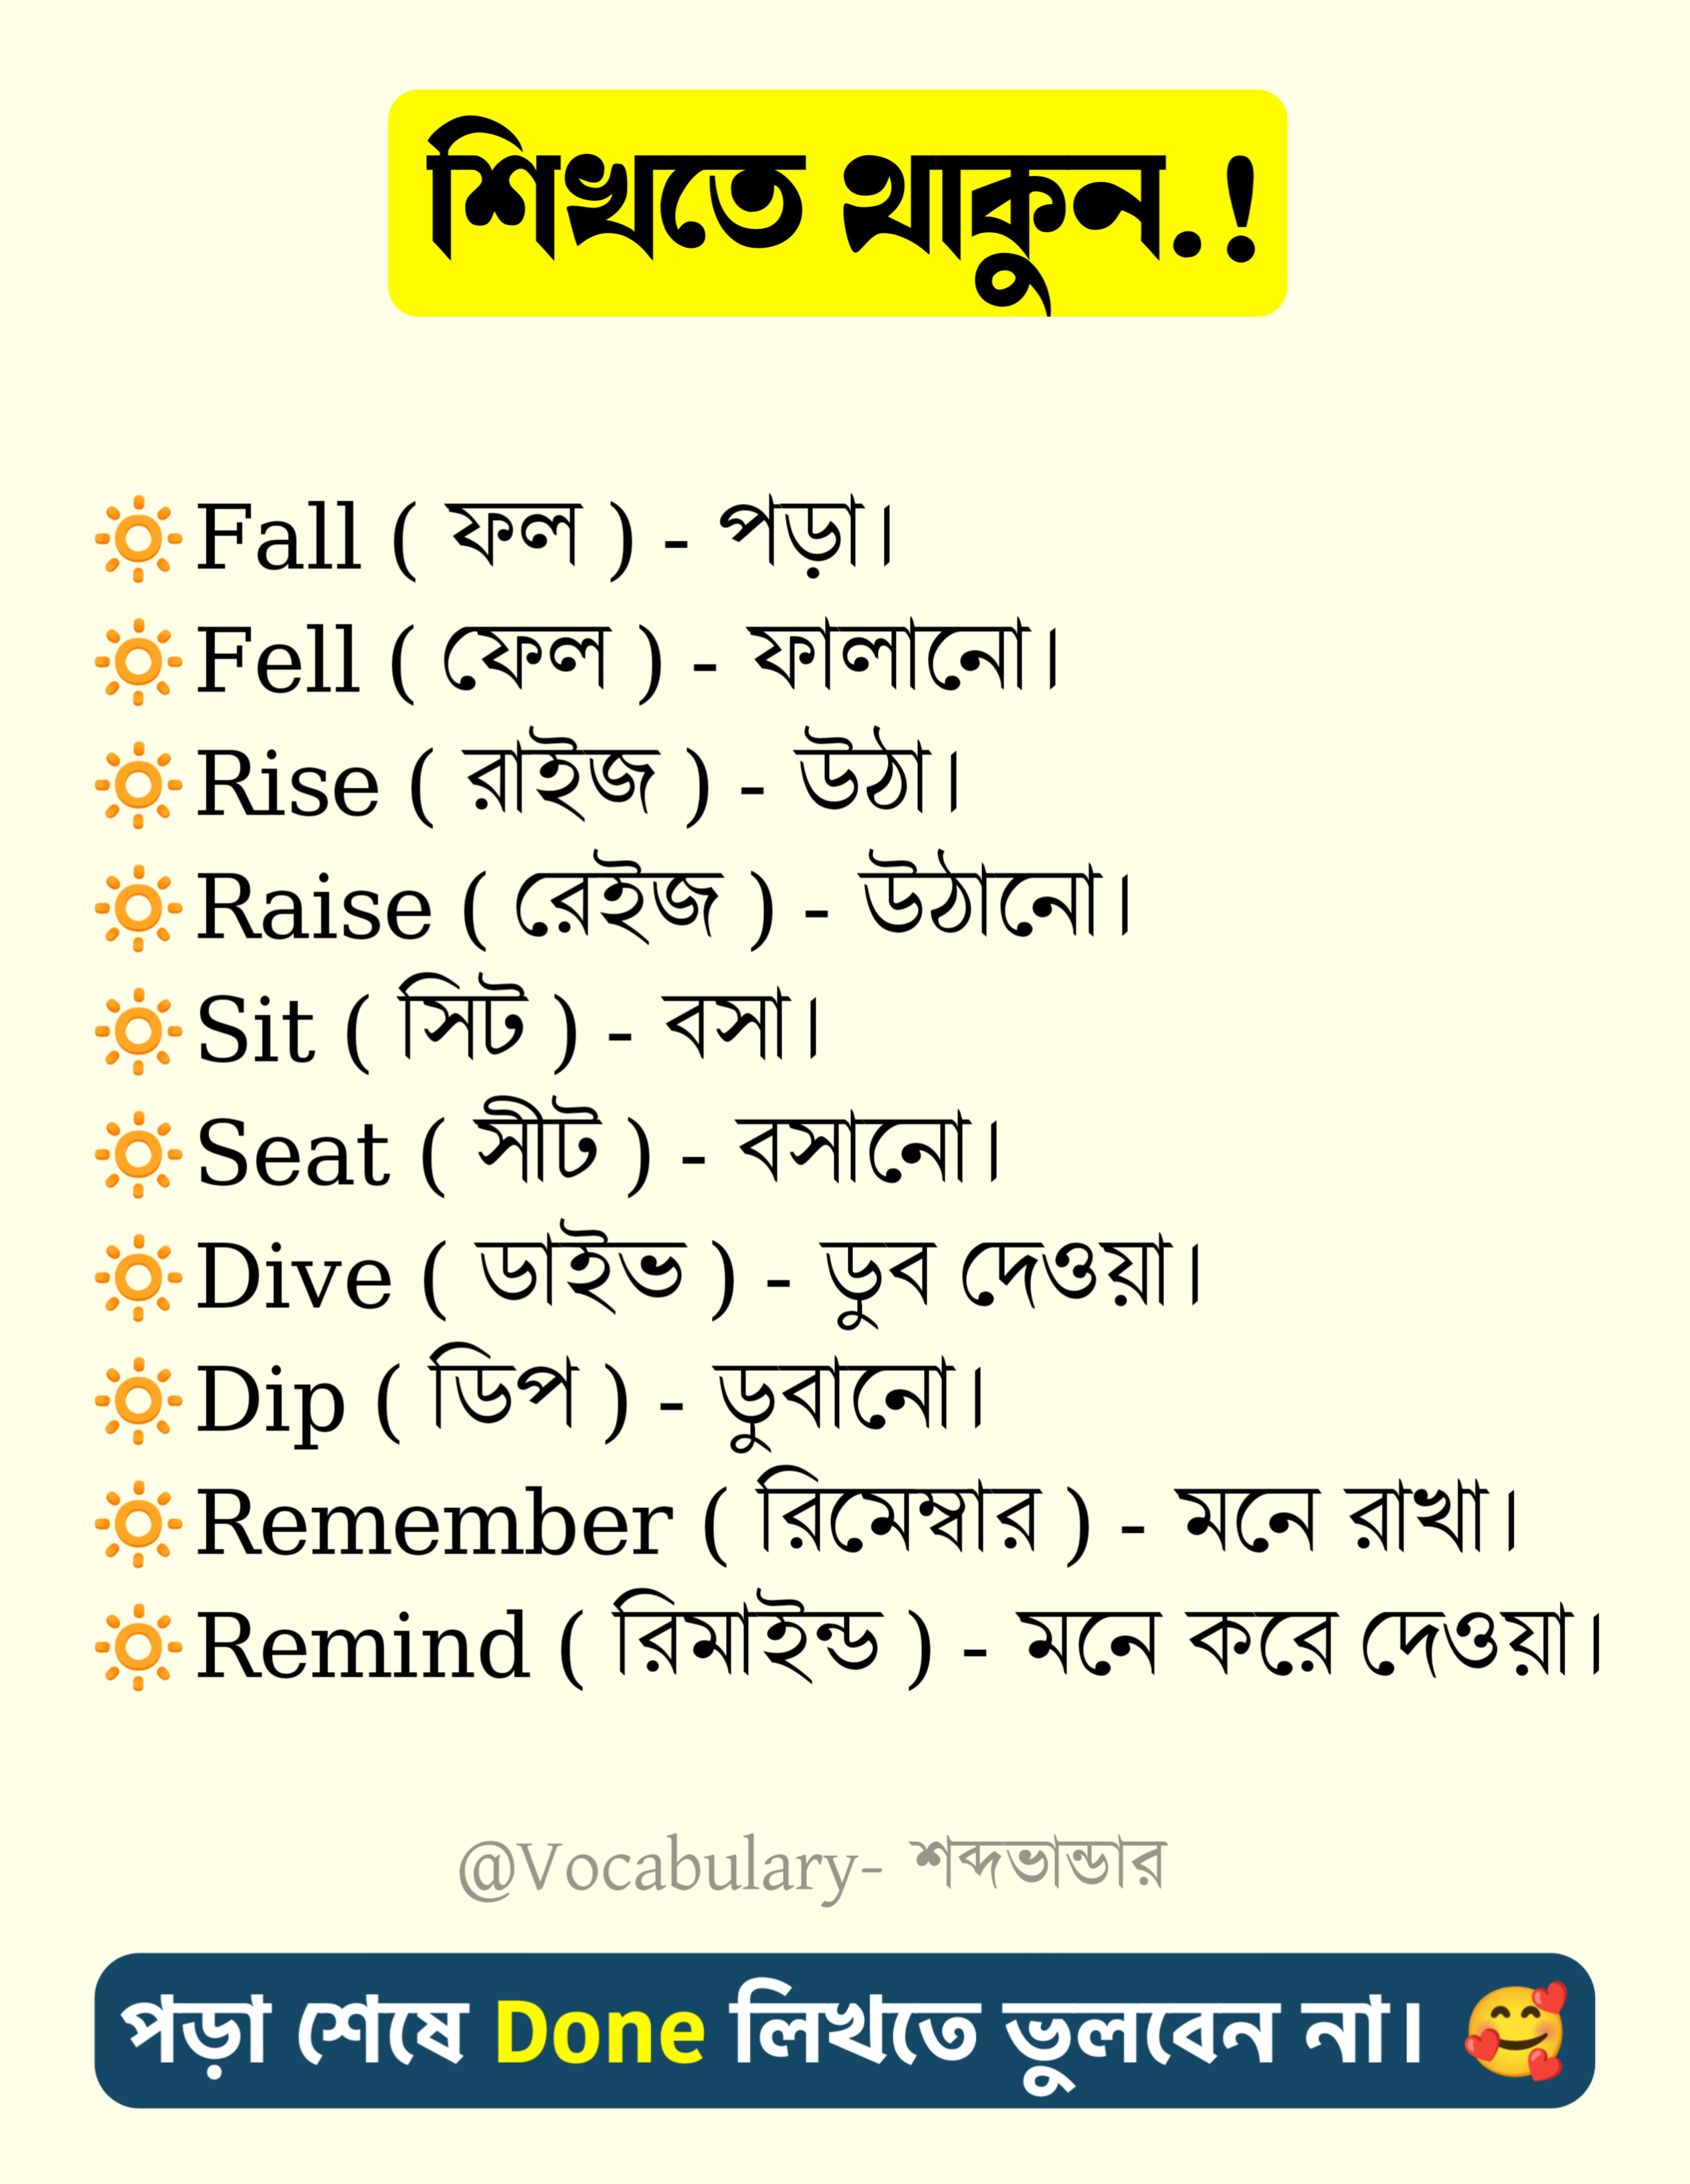 শিখতে থাকুন.!
🔆Fall ( ফল ) - পড়া।
🔆Fell ( ফেল ) - ফালানো।
🔆Rise ( রাইজ ) - উঠা।
🔆Raise ( রেইজ ) - উঠানো।
🔆Sit ( সিট ) - বসা।
🔆Seat ( সীট ) - বসানো।
🔆Dive ( ডাইভ ) - ডুব দেওয়া।
🔆Dip ( ডিপ ) - ডুবানো।
🔆Remember ( রিমেম্বার ) - মনে রাখা।
🔆Remind ( রিমাইন্ড ) - মনে করে দেওয়া।
@Vocabulary- শব্দভান্ডার
পড়া শেষে Done লিখতে ভুলবেন না। 🥰